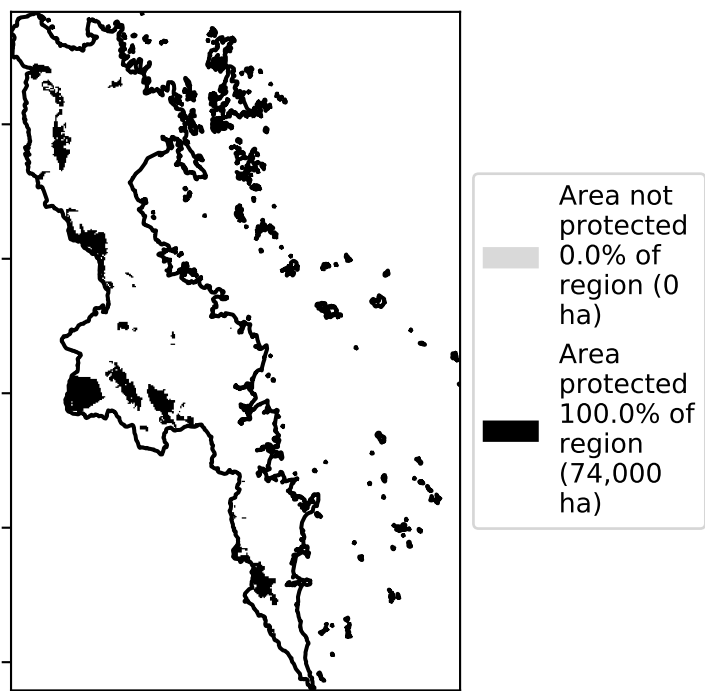 Area not
protected
0.0% of
region (0
ha)
Area
protected
100.0% of
region
(74,000
ha)